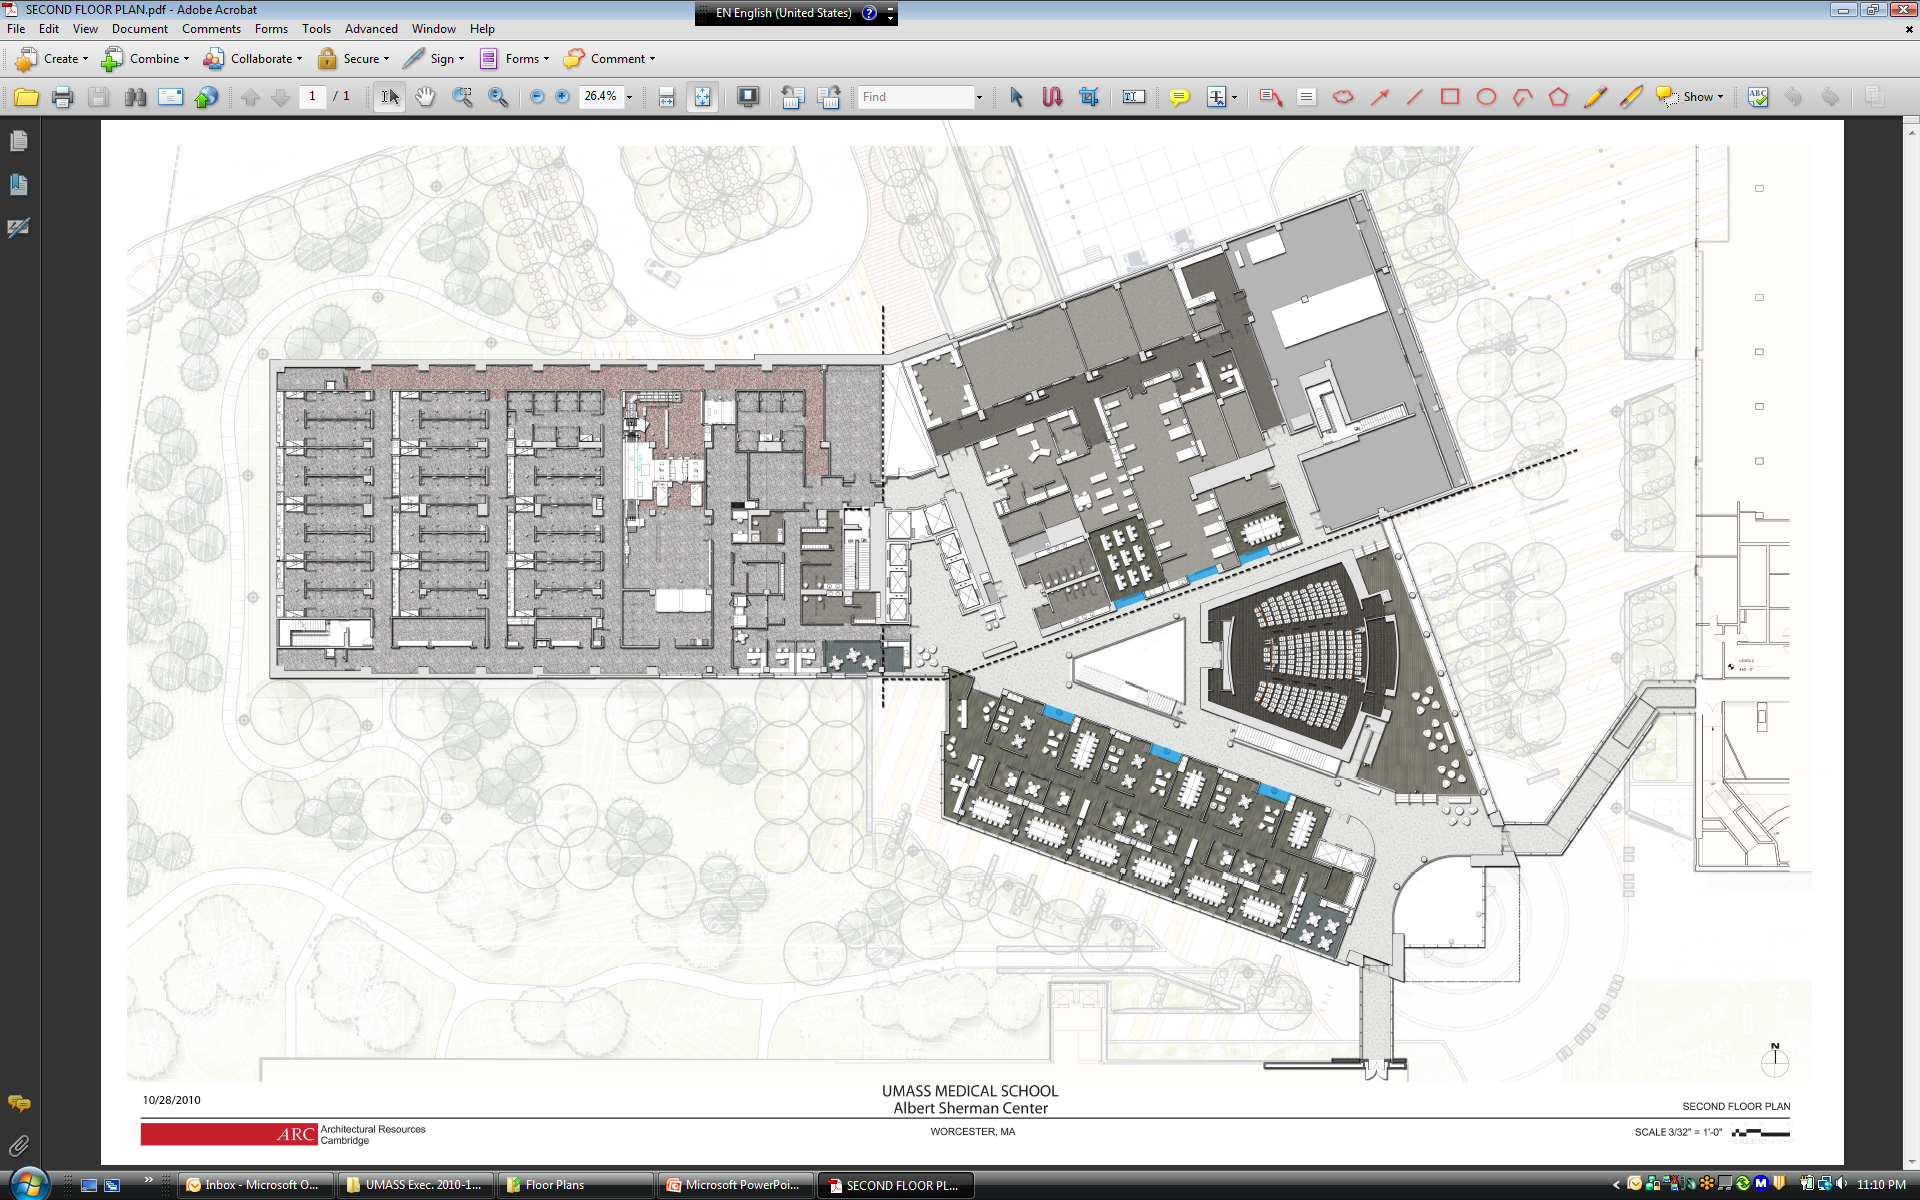 SECOND FLOOR PLAN.pdf - Adobe Acrobat
EN English (United States)
File Edit View Document Comments Forms Tools Advanced Window Help
Create Combine Collaborate Secure Sign Forms Comment
1 / 1 26.4% Find Show
N
10/28/2010
UMASS MEDICAL SCHOOL
Albert Sherman Center
SECOND FLOOR PLAN
ARC Architectural Resources
Cambridge
WORCESTER, MA
SCALE 3/32" = 1'-0"
Inbox - Microsoft O... UMASS Exec. 2010-1... Floor Plans Microsoft PowerPoi... SECOND FLOOR PL... 11:10 PM